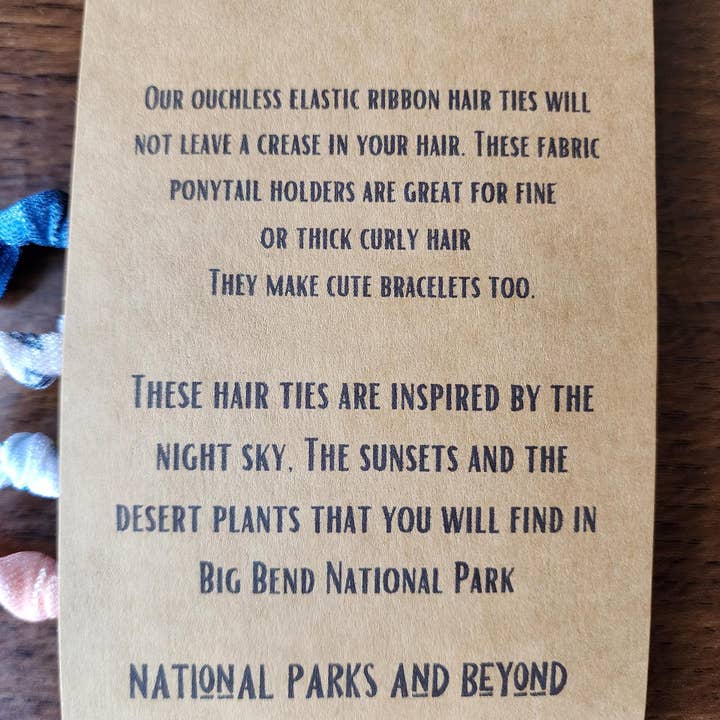 Our ouchless elastic ribbon hair ties will
not leave a crease in your hair. These fabric
ponytail holders are great for fine
or thick curly hair
They make cute bracelets too.
These hair ties are inspired by the
night sky, The sunsets and the
desert plants that you will find in
Big Bend National Park
National Parks and Beyond